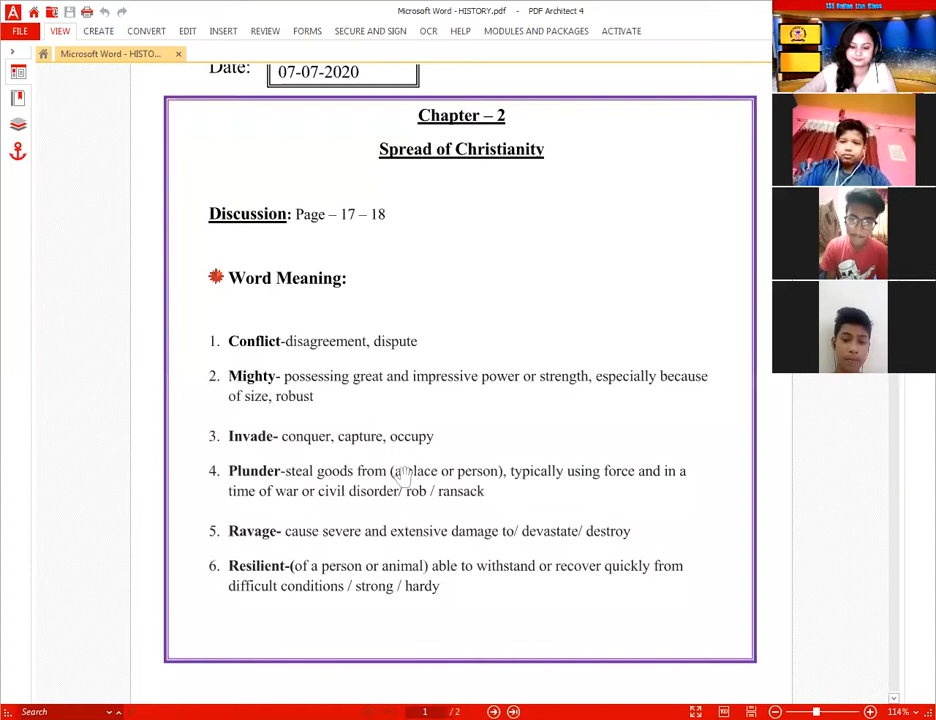 Microsoft Word - HISTORY.pdf - PDF Architect 4
FILE VIEW CREATE CONVERT EDIT INSERT REVIEW FORMS SECURE AND SIGN OCR HELP MODULES AND PACKAGES ACTIVATE
Microsoft Word - HISTO...
LSI Online Live Class
Date: 07-07-2020
Chapter – 2
Spread of Christianity
Discussion: Page – 17 – 18
Word Meaning:
1. Conflict-disagreement, dispute
2. Mighty- possessing great and impressive power or strength, especially because
of size, robust
3. Invade- conquer, capture, occupy
4. Plunder-steal goods from (a place or person), typically using force and in a
time of war or civil disorder/ rob / ransack
5. Ravage- cause severe and extensive damage to/ devastate/ destroy
6. Resilient-(of a person or animal) able to withstand or recover quickly from
difficult conditions / strong / hardy
Search 1 / 2 114%